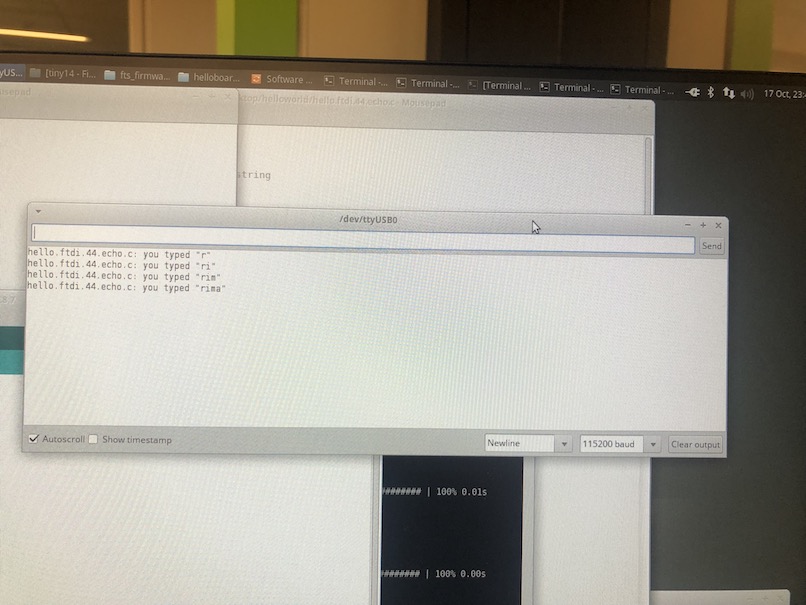 [tiny14 - Fi...
fts_firmwa...
helloboar...
Software ...
Terminal -...
Terminal -...
[Terminal ...
Terminal - ...
Terminal - ...
17 Oct, 23:
hello.ftdi.44.echo.c - Mousepad
string
/dev/ttyUSB0
Send
hello.ftdi.44.echo.c: you typed "r"
hello.ftdi.44.echo.c: you typed "ri"
hello.ftdi.44.echo.c: you typed "rim"
hello.ftdi.44.echo.c: you typed "rima"
Autoscroll
Show timestamp
Newline
115200 baud
Clear output
######## | 100% 0.01s
######## | 100% 0.00s